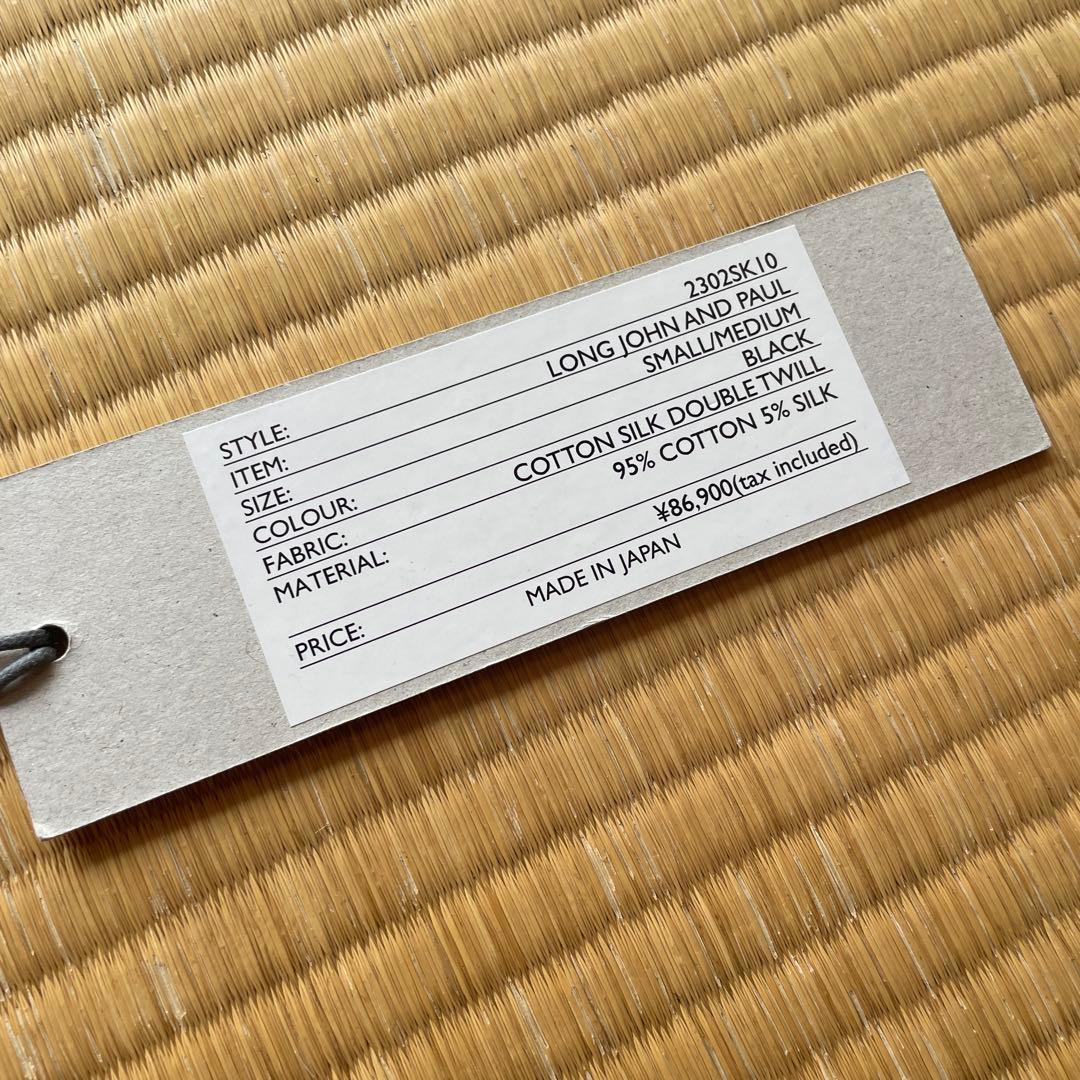 STYLE: 2302SK10
ITEM: LONG JOHN AND PAUL
SIZE: SMALL/MEDIUM
COLOUR: BLACK
FABRIC: COTTON SILK DOUBLE TWILL
MATERIAL: 95% COTTON 5% SILK
PRICE: ¥86,900(tax included)
MADE IN JAPAN